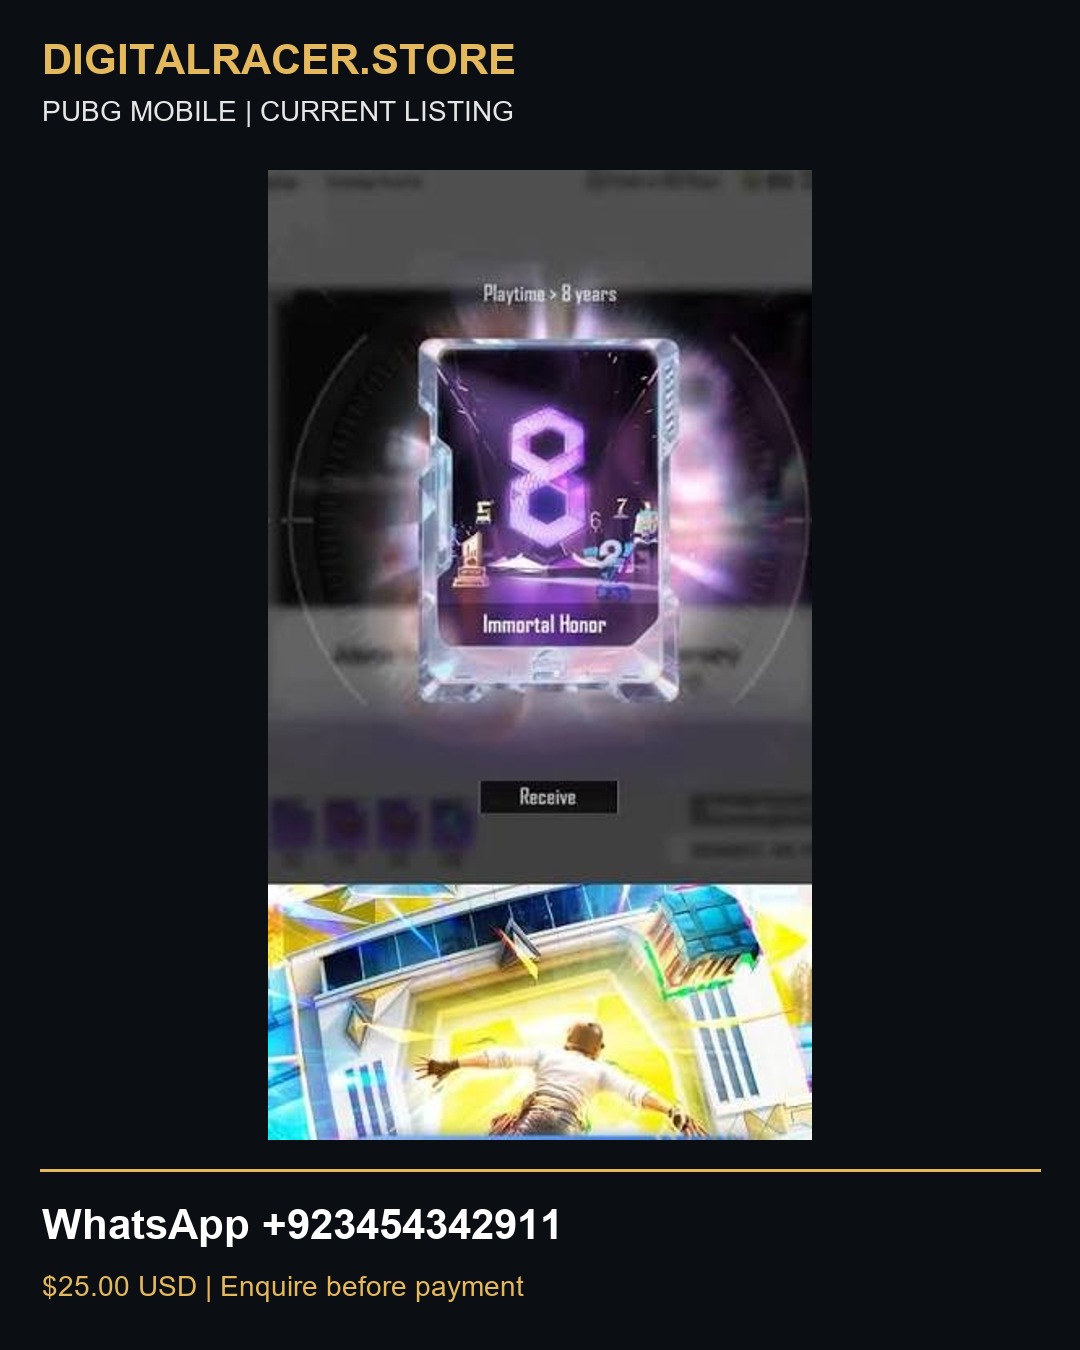 DIGITALRACER.STORE
PUBG MOBILE | CURRENT LISTING
Playtime > 8 years
8
5
6
7
Immortal Honor
Receive
WhatsApp +923454342911
$25.00 USD | Enquire before payment